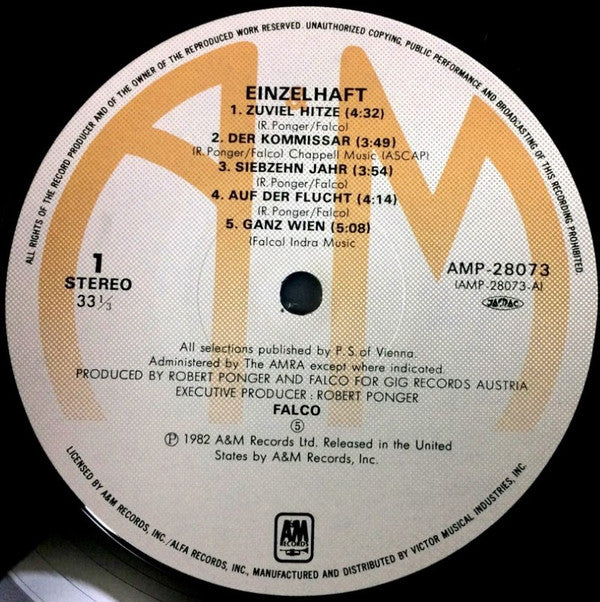 ALL RIGHTS OF THE RECORD PRODUCER AND OF THE OWNER OF THE REPRODUCED WORK RESERVED. UNAUTHORIZED COPYING, PUBLIC PERFORMANCE AND BROADCASTING OF THIS RECORDING PROHIBITED
EINZELHAFT
1. ZUVIEL HITZE (4:32)
(R.Ponger/Falco)
2. DER KOMMISSAR (3:49)
(R.Ponger/Falco) Chappell Music (ASCAP)
3. SIEBZEHN JAHR (3:54)
(R.Ponger/Falco)
4. AUF DER FLUCHT (4:14)
(R.Ponger/Falco)
5. GANZ WIEN (5:08)
(Falco) Indra Music
1
STEREO
33 1/3
AMP-28073
(AMP-28073-A)
JASRAC
All selections published by P.S. of Vienna.
Administered by The AMRA except where indicated.
PRODUCED BY ROBERT PONGER AND FALCO FOR GIG RECORDS AUSTRIA
EXECUTIVE PRODUCER: ROBERT PONGER
FALCO
Ⓢ
Ⓟ 1982 A&M Records Ltd. Released in the United
States by A&M Records, Inc.
A&M
RECORDS
LICENSED BY A&M RECORDS, INC./ALFA RECORDS, INC., MANUFACTURED AND DISTRIBUTED BY VICTOR MUSICAL INDUSTRIES, INC.